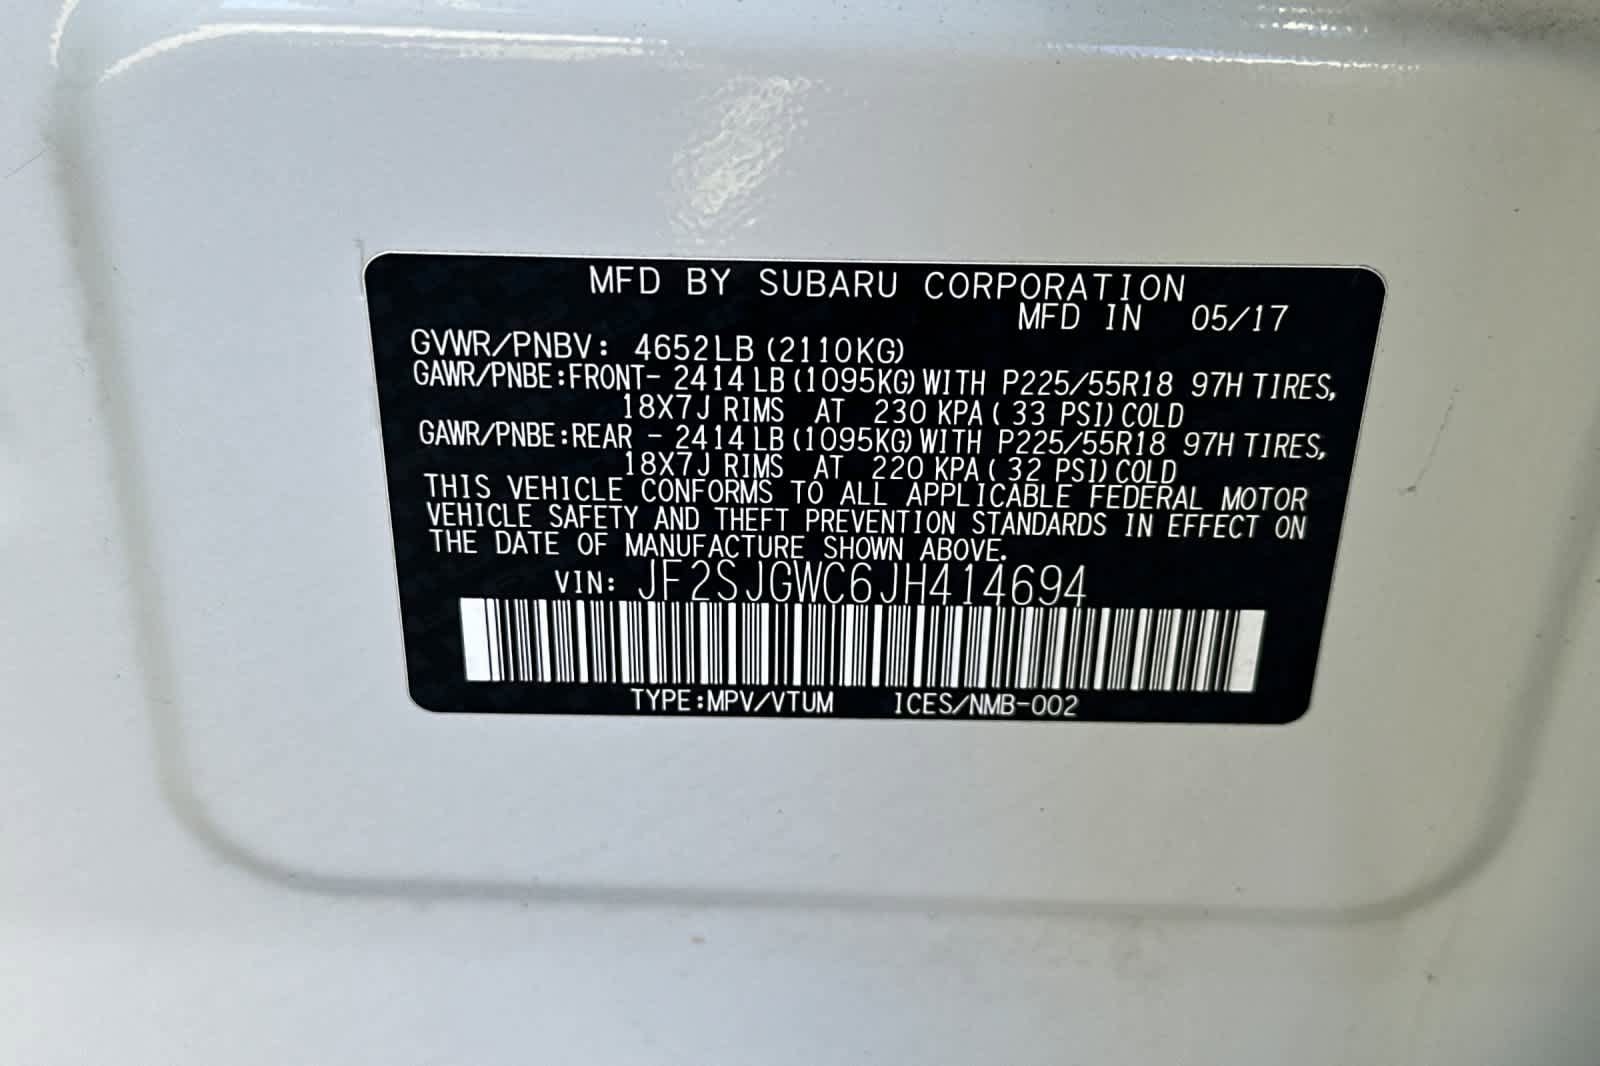 MFD BY SUBARU CORPORATION
MFD IN 05/17
GVWR/PNBV: 4652LB (2110KG)
GAWR/PNBE:FRONT- 2414LB (1095KG) WITH P225/55R18 97H TIRES,
18X7J RIMS AT 230 KPA ( 33 PSI) COLD
GAWR/PNBE:REAR - 2414LB (1095KG) WITH P225/55R18 97H TIRES,
18X7J RIMS AT 220 KPA ( 32 PSI) COLD
THIS VEHICLE CONFORMS TO ALL APPLICABLE FEDERAL MOTOR
VEHICLE SAFETY AND THEFT PREVENTION STANDARDS IN EFFECT ON
THE DATE OF MANUFACTURE SHOWN ABOVE.
VIN: JF2SJGWC6JH414694
TYPE:MPV/VTUM ICES/NMB-002